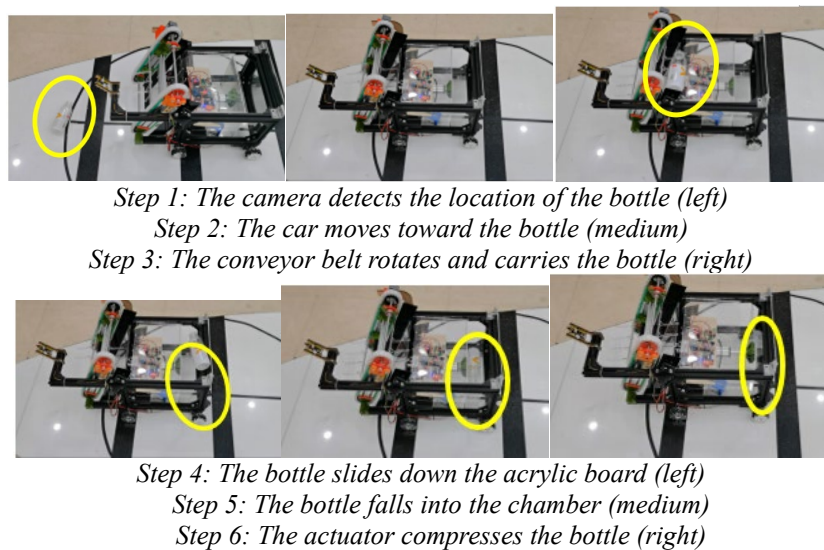 Step 1: The camera detects the location of the bottle (left)
Step 2: The car moves toward the bottle (medium)
Step 3: The conveyor belt rotates and carries the bottle (right)
Step 4: The bottle slides down the acrylic board (left)
Step 5: The bottle falls into the chamber (medium)
Step 6: The actuator compresses the bottle (right)